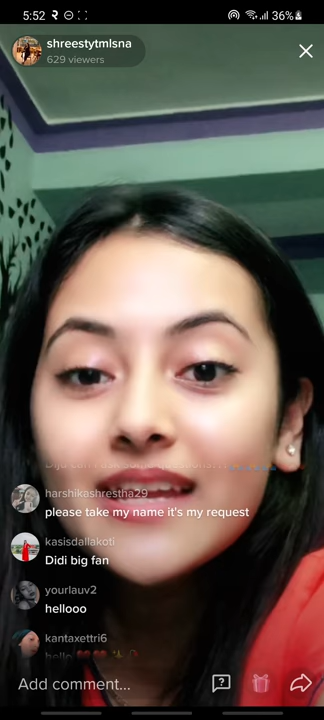 5:52
36%
shreestytmlsna
629 viewers
harshikashrestha29
please take my name it's my request
kasisdallakoti
Didi big fan
yourlauv2
hellooo
kantaxettri6
hello
Add comment...